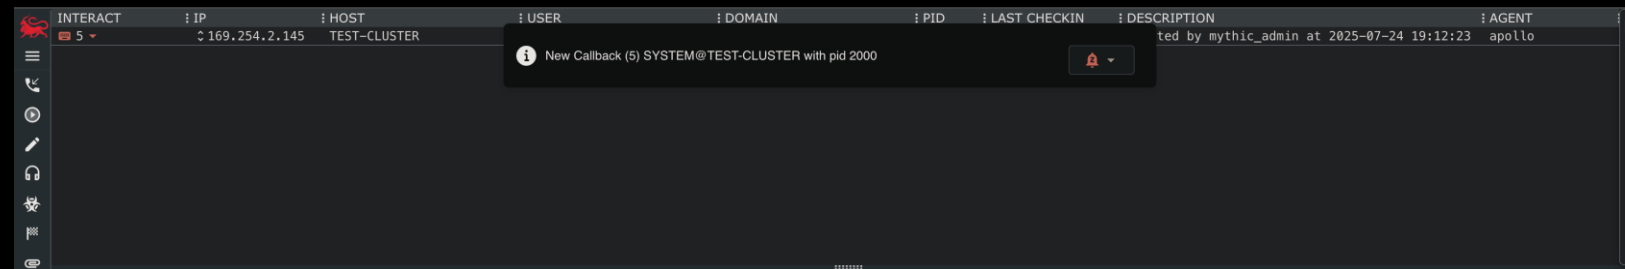 INTERACT IP HOST USER DOMAIN PID LAST CHECKIN DESCRIPTION AGENT
5 169.254.2.145 TEST-CLUSTER by mythic_admin at 2025-07-24 19:12:23 apollo
New Callback (5) SYSTEM@TEST-CLUSTER with pid 2000